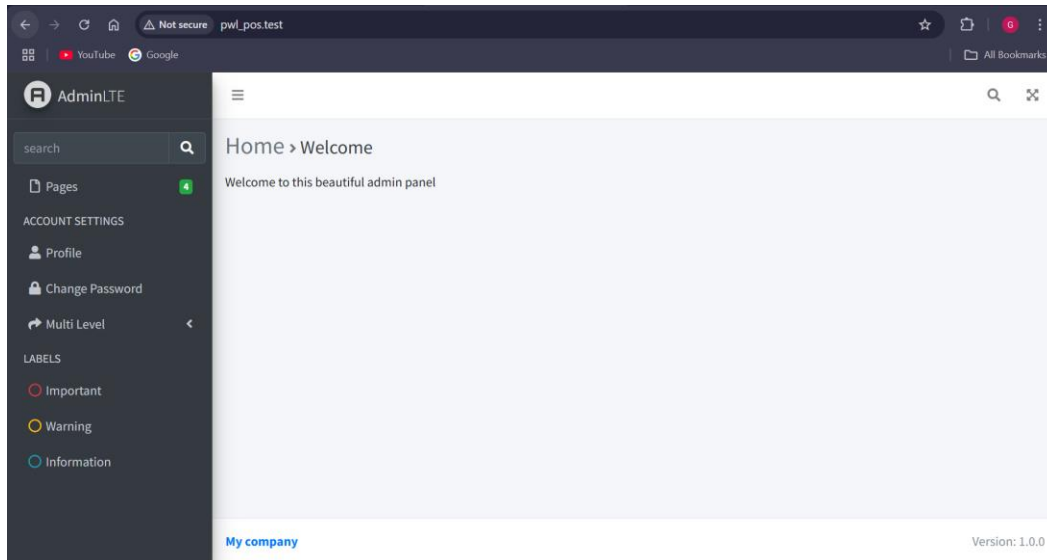 Not secure pwl_pos.test
G
YouTube Google
All Bookmarks
AdminLTE
search
Home › Welcome
Pages 4
Welcome to this beautiful admin panel
ACCOUNT SETTINGS
Profile
Change Password
Multi Level
LABELS
Important
Warning
Information
My company
Version: 1.0.0